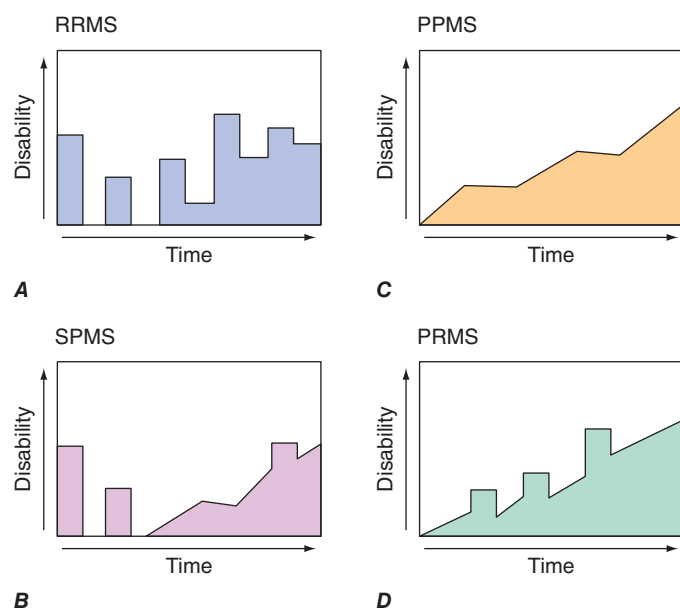 RRMS
Disability
Time
A
PPMS
Disability
Time
C
SPMS
Disability
Time
B
PRMS
Disability
Time
D